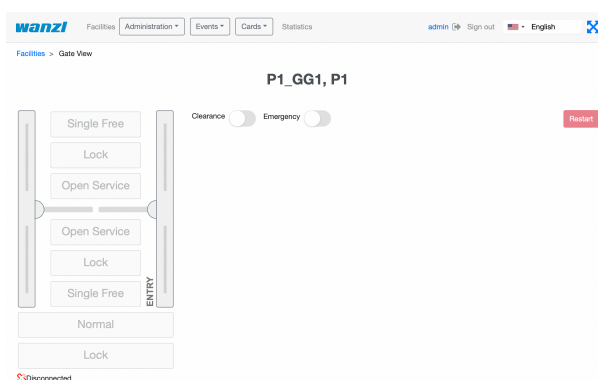 wanzl Facilities Administration Events Cards Statistics admin Sign out English
Facilities > Gate View
P1_GG1, P1
Clearance Emergency Restart
Single Free
Lock
Open Service
Open Service
Lock
Single Free
ENTRY
Normal
Lock
Disconnected